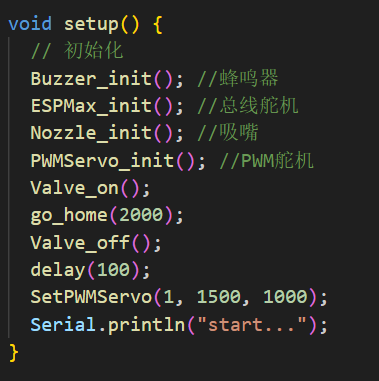 void setup() {
// 初始化
Buzzer_init(); //蜂鸣器
ESPMax_init(); //总线舵机
Nozzle_init(); //吸嘴
PWMServo_init(); //PWM舵机
Valve_on();
go_home(2000);
Valve_off();
delay(100);
SetPWMServo(1, 1500, 1000);
Serial.println("start...");
}